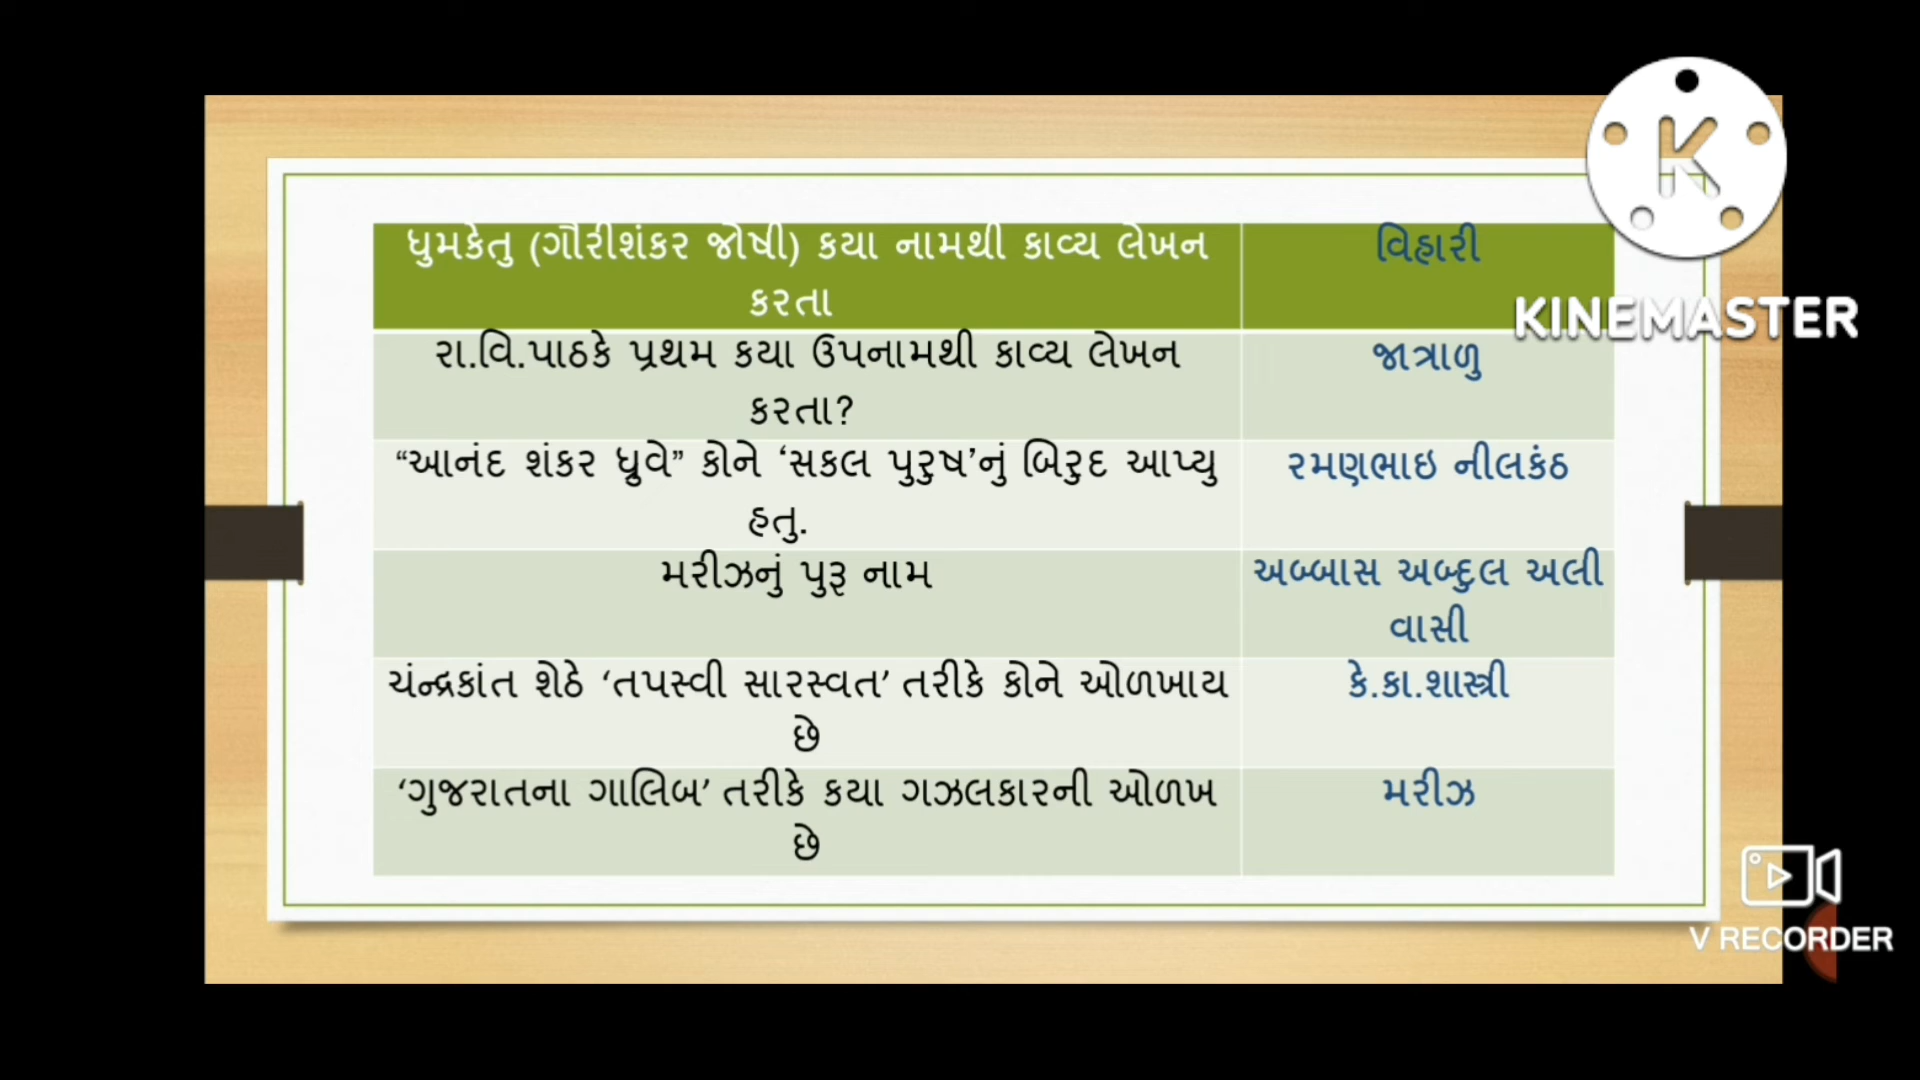 ધુમકેતુ (ગૌરીશંકર જોષી) કયા નામથી કાવ્ય લેખન
કરતા
વિહારી
રા.વિ.પાઠકે પ્રથમ કયા ઉપનામથી કાવ્ય લેખન
કરતા?
જાત્રાળુ
“આનંદ શંકર ધ્રુવે” કોને ‘સકલ પુરુષ’નું બિરુદ આપ્યુ
હતુ.
રમણભાઇ નીલકંઠ
મરીઝનું પુરૂ નામ
અબ્બાસ અબ્દુલ અલી
વાસી
ચંન્દ્રકાંત શેઠે ‘તપસ્વી સારસ્વત’ તરીકે કોને ઓળખાય
છે
કે.કા.શાસ્ત્રી
‘ગુજરાતના ગાલિબ’ તરીકે કયા ગઝલકારની ઓળખ
છે
મરીઝ
K
KINEMASTER
V RECORDER